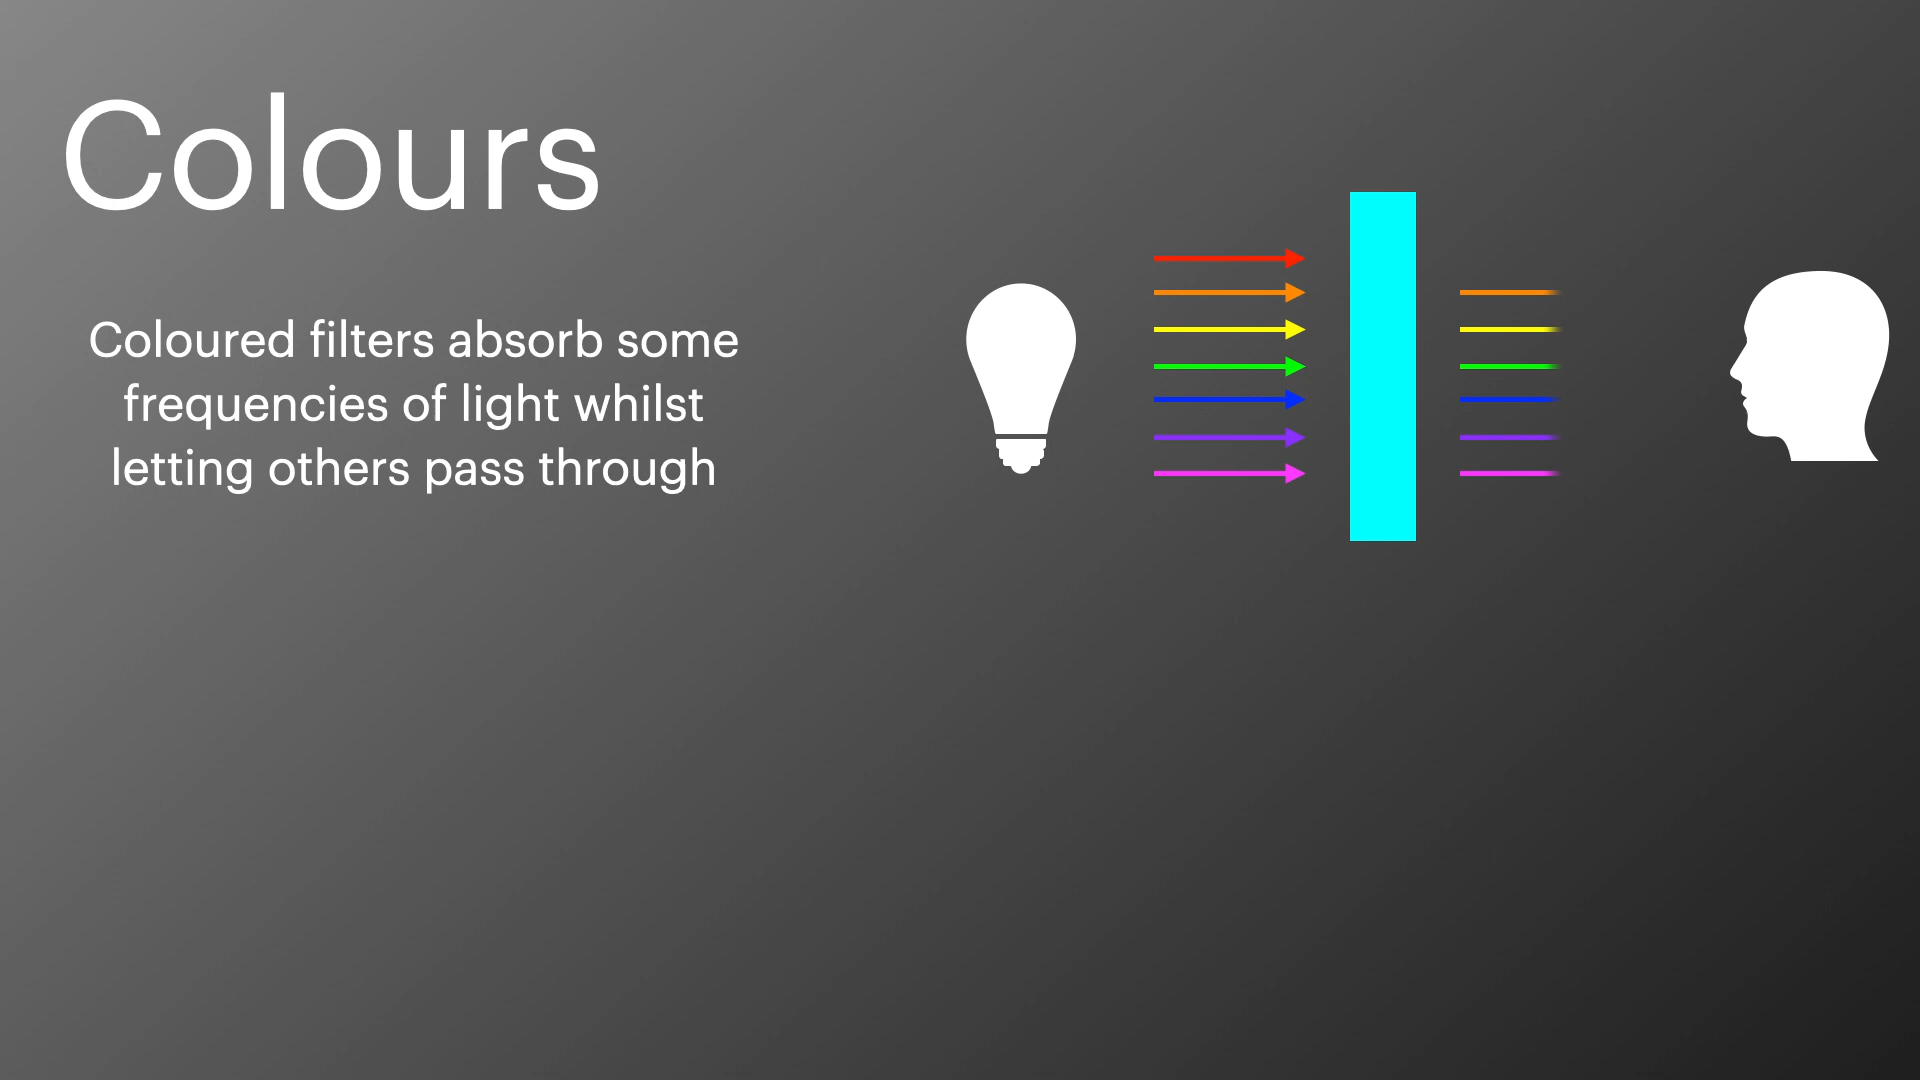 Colours
Coloured filters absorb some
frequencies of light whilst
letting others pass through